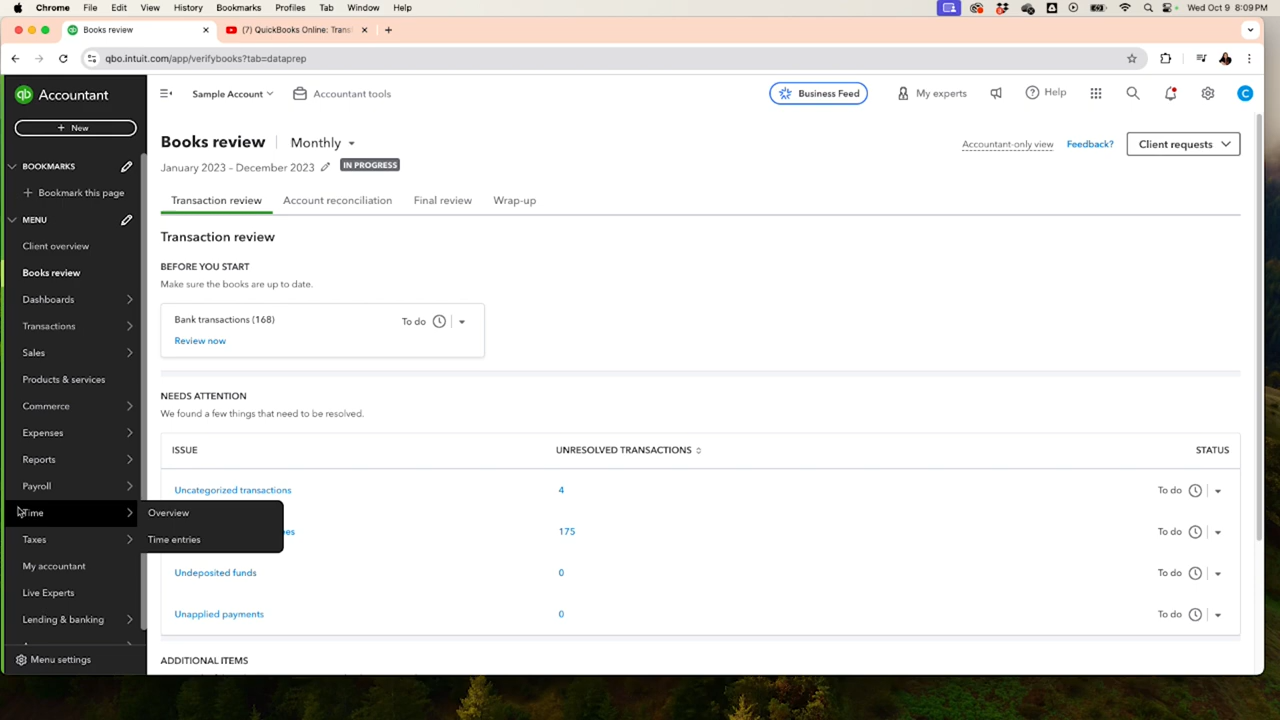 Chrome File Edit View History Bookmarks Profiles Tab Window Help Wed Oct 9 8:09 PM
Books review (7) QuickBooks Online: Trans
qbo.intuit.com/app/verifybooks?tab=dataprep
qb Accountant Sample Account Accountant tools Business Feed My experts Help C
+ New
Books review Monthly Accountant-only view Feedback? Client requests
January 2023 – December 2023 IN PROGRESS
BOOKMARKS
+ Bookmark this page
MENU
Client overview
Books review
Dashboards
Transactions
Sales
Products & services
Commerce
Expenses
Reports
Payroll
Time
Overview
Time entries
Taxes
My accountant
Live Experts
Lending & banking
Menu settings
Transaction review Account reconciliation Final review Wrap-up
Transaction review
BEFORE YOU START
Make sure the books are up to date.
Bank transactions (168) To do
Review now
NEEDS ATTENTION
We found a few things that need to be resolved.
ISSUE UNRESOLVED TRANSACTIONS STATUS
Uncategorized transactions 4 To do
175 To do
Undeposited funds 0 To do
Unapplied payments 0 To do
ADDITIONAL ITEMS